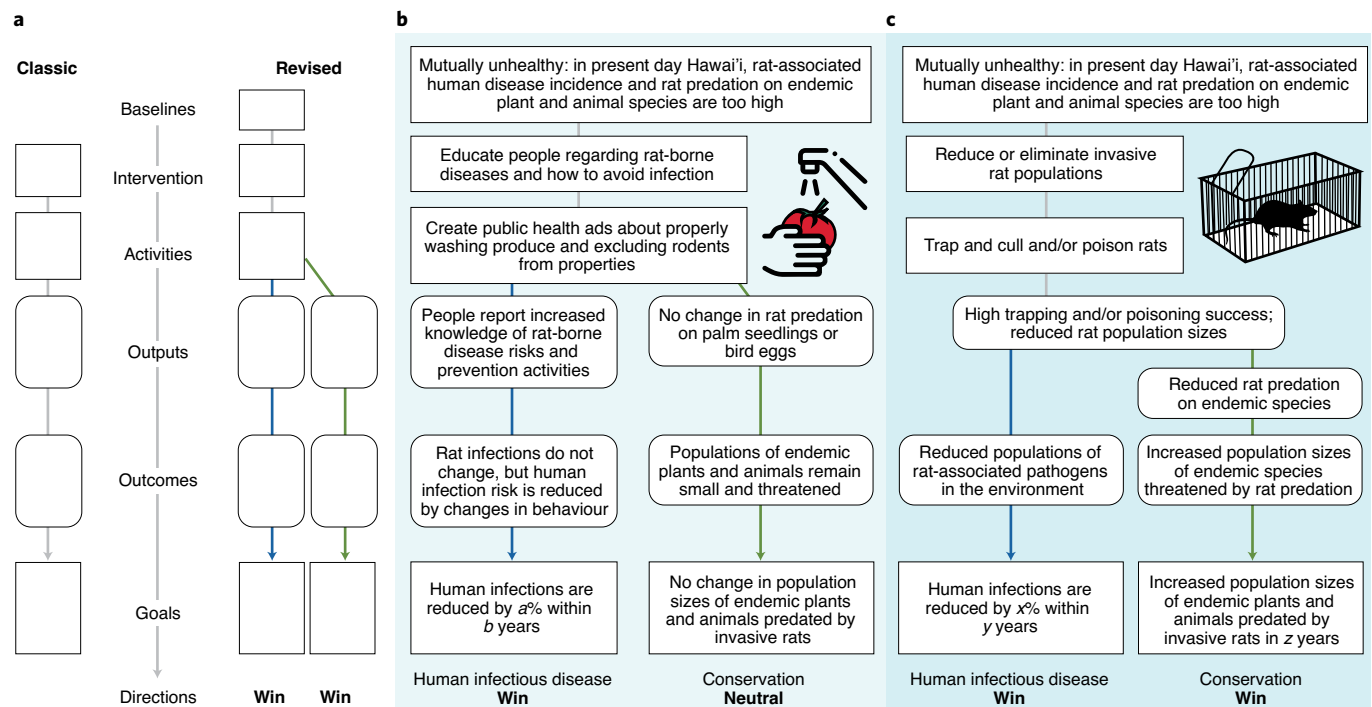 a
Classic
Revised
Baselines
Intervention
Activities
Outputs
Outcomes
Goals
Directions
Win
Win
b
Mutually unhealthy: in present day Hawai'i, rat-associated
human disease incidence and rat predation on endemic
plant and animal species are too high
Educate people regarding rat-borne
diseases and how to avoid infection
Create public health ads about properly
washing produce and excluding rodents
from properties
People report increased
knowledge of rat-borne
disease risks and
prevention activities
No change in rat predation
on palm seedlings or
bird eggs
Rat infections do not
change, but human
infection risk is reduced
by changes in behaviour
Populations of endemic
plants and animals remain
small and threatened
Human infections are
reduced by a% within
b years
No change in population
sizes of endemic plants
and animals predated by
invasive rats
Human infectious disease
Win
Conservation
Neutral
c
Mutually unhealthy: in present day Hawai'i, rat-associated
human disease incidence and rat predation on endemic
plant and animal species are too high
Reduce or eliminate invasive
rat populations
Trap and cull and/or poison rats
High trapping and/or poisoning success;
reduced rat population sizes
Reduced rat predation
on endemic species
Reduced populations of
rat-associated pathogens
in the environment
Increased population sizes
of endemic species
threatened by rat predation
Human infections are
reduced by x% within
y years
Increased population sizes
of endemic plants and
animals predated by
invasive rats in z years
Human infectious disease
Win
Conservation
Win